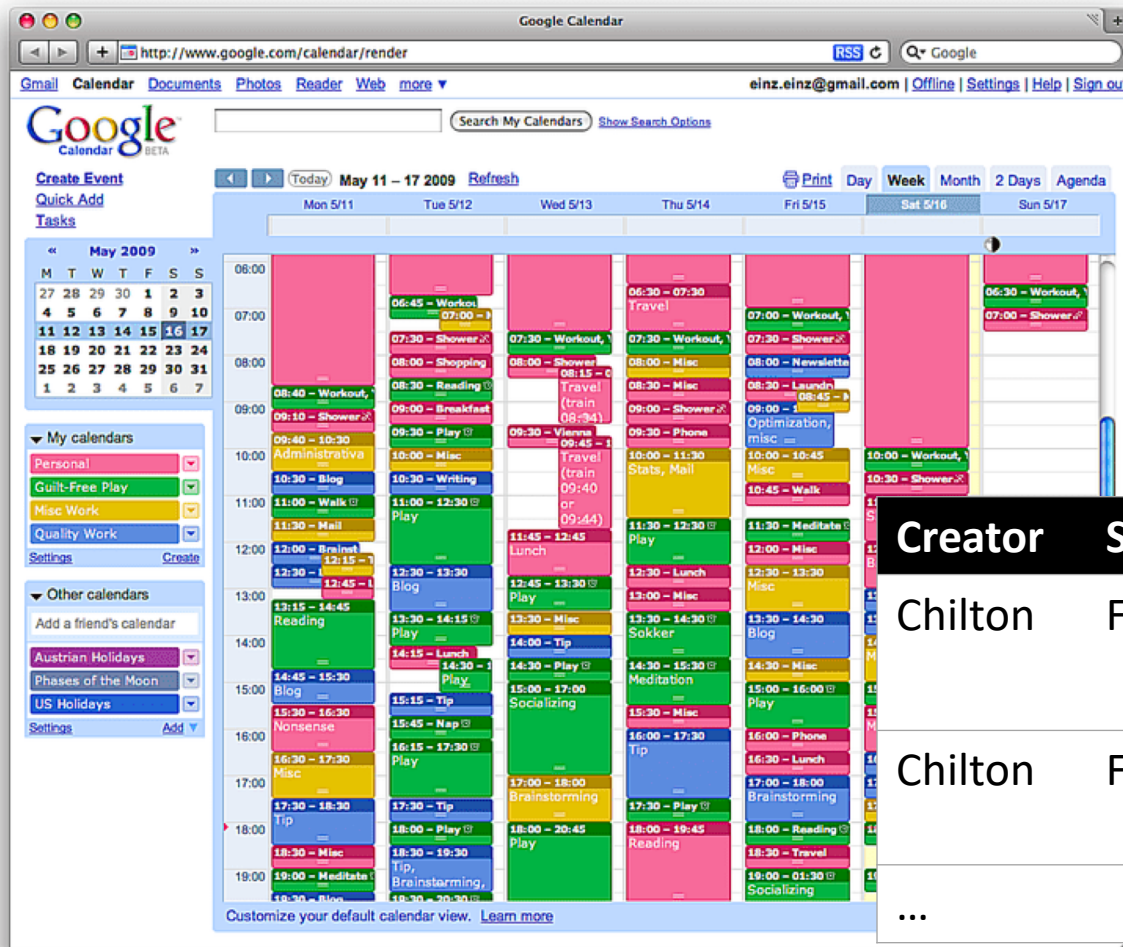 Google Calendar
http://www.google.com/calendar/render
RSS
Google
Gmail Calendar Documents Photos Reader Web more ▼
einz.einz@gmail.com | Offline | Settings | Help | Sign out
Google
Calendar BETA
Search My Calendars
Show Search Options
Create Event
Quick Add
Tasks
Today May 11 – 17 2009 Refresh
Print Day Week Month 2 Days Agenda
Mon 5/11 Tue 5/12 Wed 5/13 Thu 5/14 Fri 5/15 Sat 5/16 Sun 5/17
« May 2009 »
M T W T F S S
27 28 29 30 1 2 3
4 5 6 7 8 9 10
11 12 13 14 15 16 17
18 19 20 21 22 23 24
25 26 27 28 29 30 31
1 2 3 4 5 6 7
My calendars
Personal
Guilt-Free Play
Misc Work
Quality Work
Settings Create
Other calendars
Add a friend's calendar
Austrian Holidays
Phases of the Moon
US Holidays
Settings Add ▼
06:00
07:00
08:00
09:00
10:00
11:00
12:00
13:00
14:00
15:00
16:00
17:00
18:00
19:00
08:40 – Workout,
09:10 – Shower
09:40 – 10:30
Administrativa
10:30 – Blog
11:00 – Walk
11:30 – Mail
12:00 – Brainst
12:15 –
12:30 –
12:45 – L
13:15 – 14:45
Reading
14:45 – 15:30
Blog
15:30 – 16:30
Nonsense
16:30 – 17:30
Misc
17:30 – 18:30
Tip
18:30 – Misc
19:00 – Meditate
19:30 – Blog
06:45 – Workou
07:00 –
07:30 – Shower
08:00 – Shopping
08:30 – Reading
09:00 – Breakfast
09:30 – Play
10:00 – Misc
10:30 – Writing
11:00 – 12:30
Play
12:30 – 13:30
Blog
13:30 – 14:15
Play
14:15 – Lunch
14:30 – 1
Play
15:15 – Tip
15:45 – Nap
16:15 – 17:30
Play
17:30 – Tip
18:00 – Play
18:30 – 19:30
Tip,
Brainstorming,
19:30 – 20:30
07:30 – Workout,
08:00 – Shower
08:15 – 0
Travel
(train
08:34)
09:30 – Vienna
09:45 – 1
Travel
(train
09:40
or
09:44)
11:45 – 12:45
Lunch
12:45 – 13:30
Play
13:30 – Misc
14:00 – Tip
14:30 – Play
15:00 – 17:00
Socializing
17:00 – 18:00
Brainstorming
18:00 – 20:45
Play
06:30 – 07:30
Travel
07:30 – Workout,
08:00 – Misc
08:30 – Misc
09:00 – Shower
09:30 – Phone
10:00 – 11:30
Stats, Mail
11:30 – 12:30
Play
12:30 – Lunch
13:00 – Misc
13:30 – 14:30
Sokker
14:30 – 15:30
Meditation
15:30 – Misc
16:00 – 17:30
Tip
17:30 – Play
18:00 – 19:45
Reading
07:00 – Workout,
07:30 – Shower
08:00 – Newslette
08:30 – Laundr
08:45 –
09:00 – 1
Optimization,
misc
10:00 – 10:45
Misc
10:45 – Walk
11:30 – Meditate
12:00 – Misc
12:30 – 13:30
Misc
13:30 – 14:30
Blog
14:30 – Misc
15:00 – 16:00
Play
16:00 – Phone
16:30 – Lunch
17:00 – 18:00
Brainstorming
18:00 – Reading
18:30 – Travel
19:00 – 01:30
Socializing
10:00 – Workout,
10:30 – Shower
06:30 – Workout,
07:00 – Shower
Customize your default calendar view. Learn more
Creator S
Chilton F
Chilton F
...